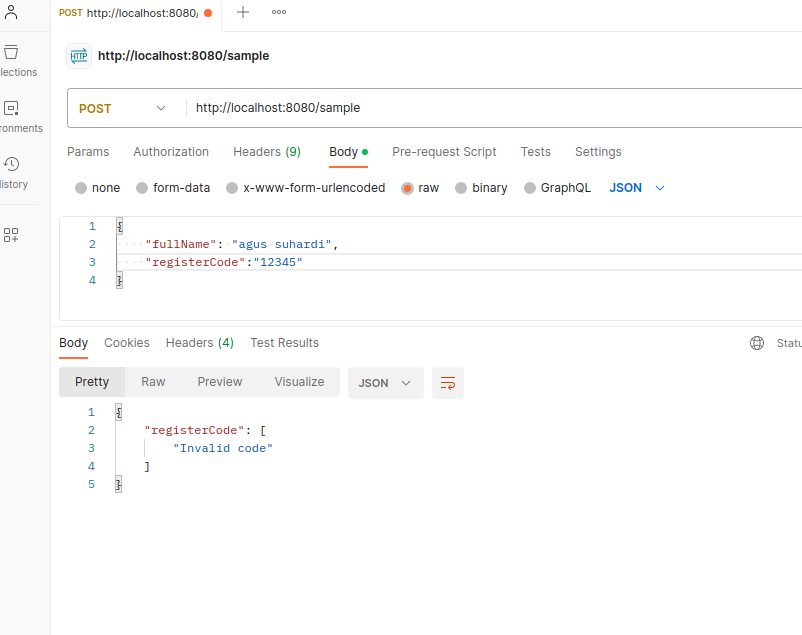 POST http://localhost:8080/
HTTP http://localhost:8080/sample
lections
POST http://localhost:8080/sample
ronments
Params Authorization Headers (9) Body Pre-request Script Tests Settings
istory
none form-data x-www-form-urlencoded raw binary GraphQL JSON
1 {
2 "fullName": "agus suhardi",
3 "registerCode":"12345"
4 }
Body Cookies Headers (4) Test Results Statu
Pretty Raw Preview Visualize JSON
1 {
2 "registerCode": [
3 "Invalid code"
4 ]
5 }